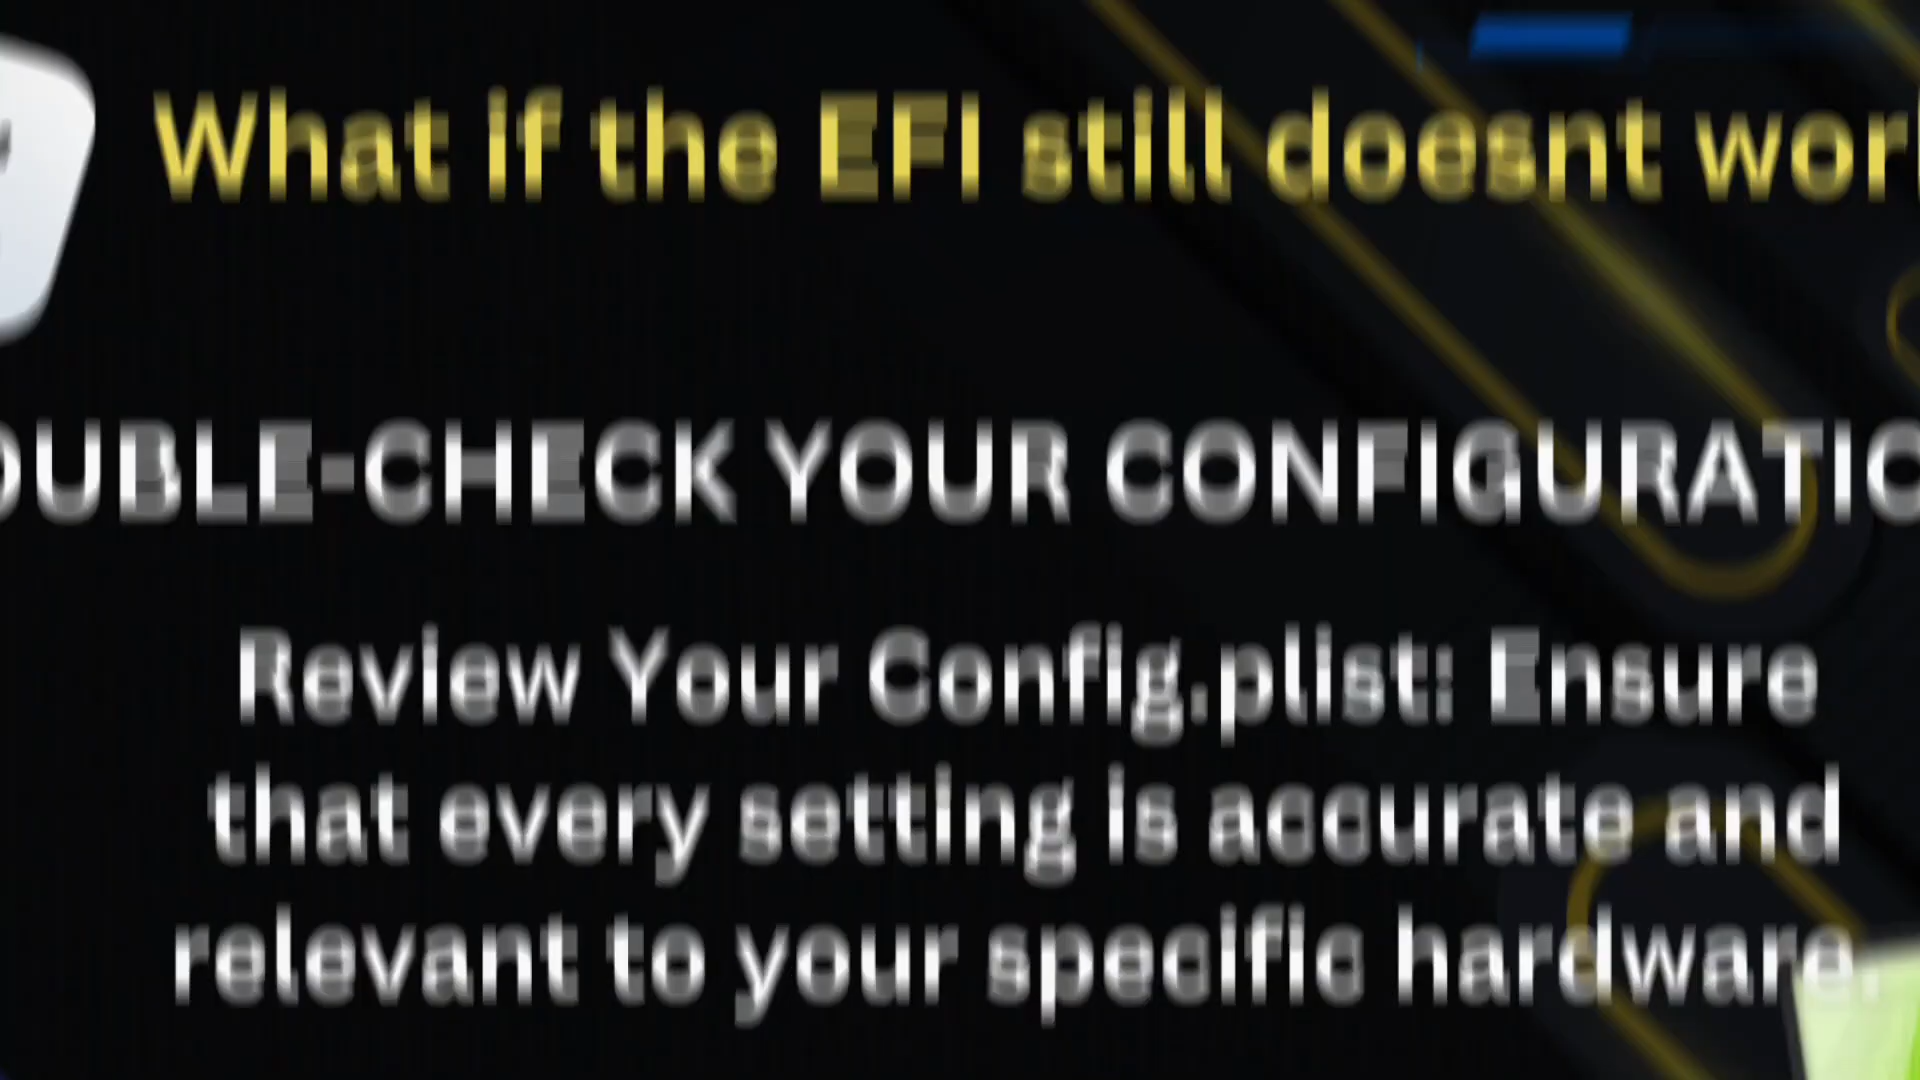 What if the EFI still doesnt wor
OUBLE-CHECK YOUR CONFIGURATIO
Review Your Config.plist: Ensure
that every setting is accurate and
relevant to your specific hardware.